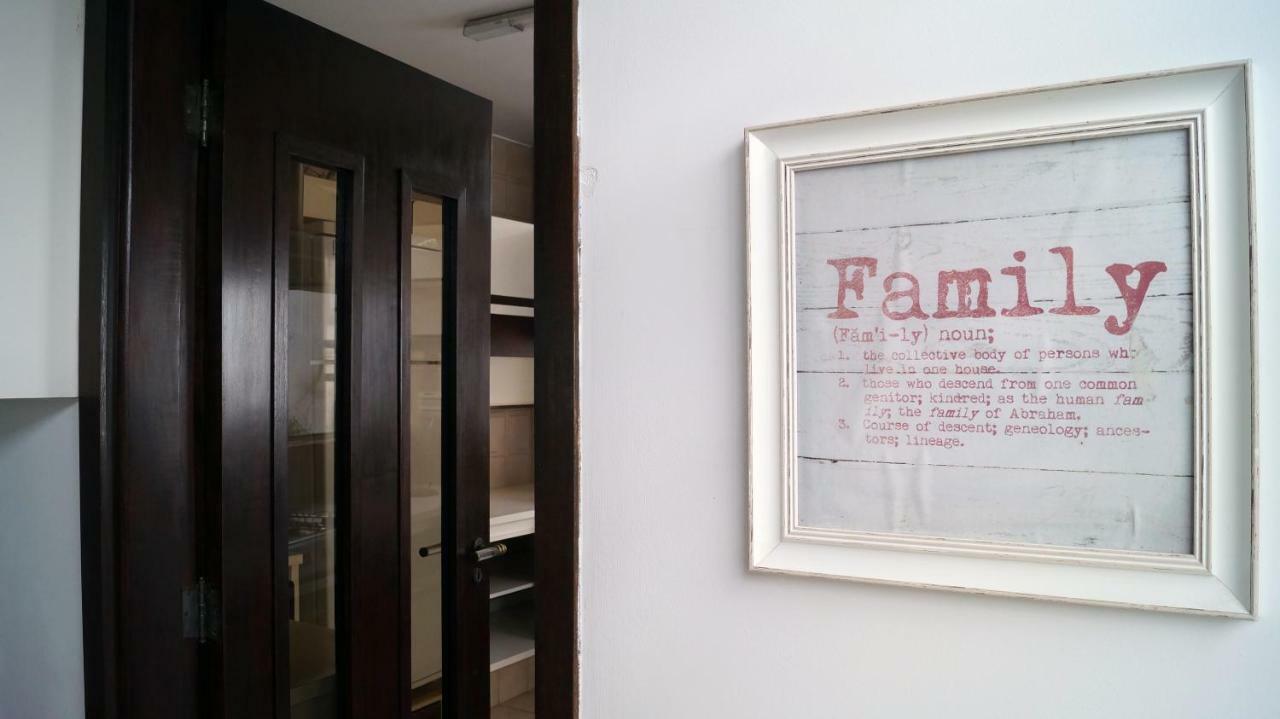 Family
(Făm'i-ly) noun;
1. the collective body of persons who
live in one house.
2. those who descend from one common
genitor; kindred; as the human fam
ily; the family of Abraham.
3. Course of descent; geneology; ances-
tors; lineage.